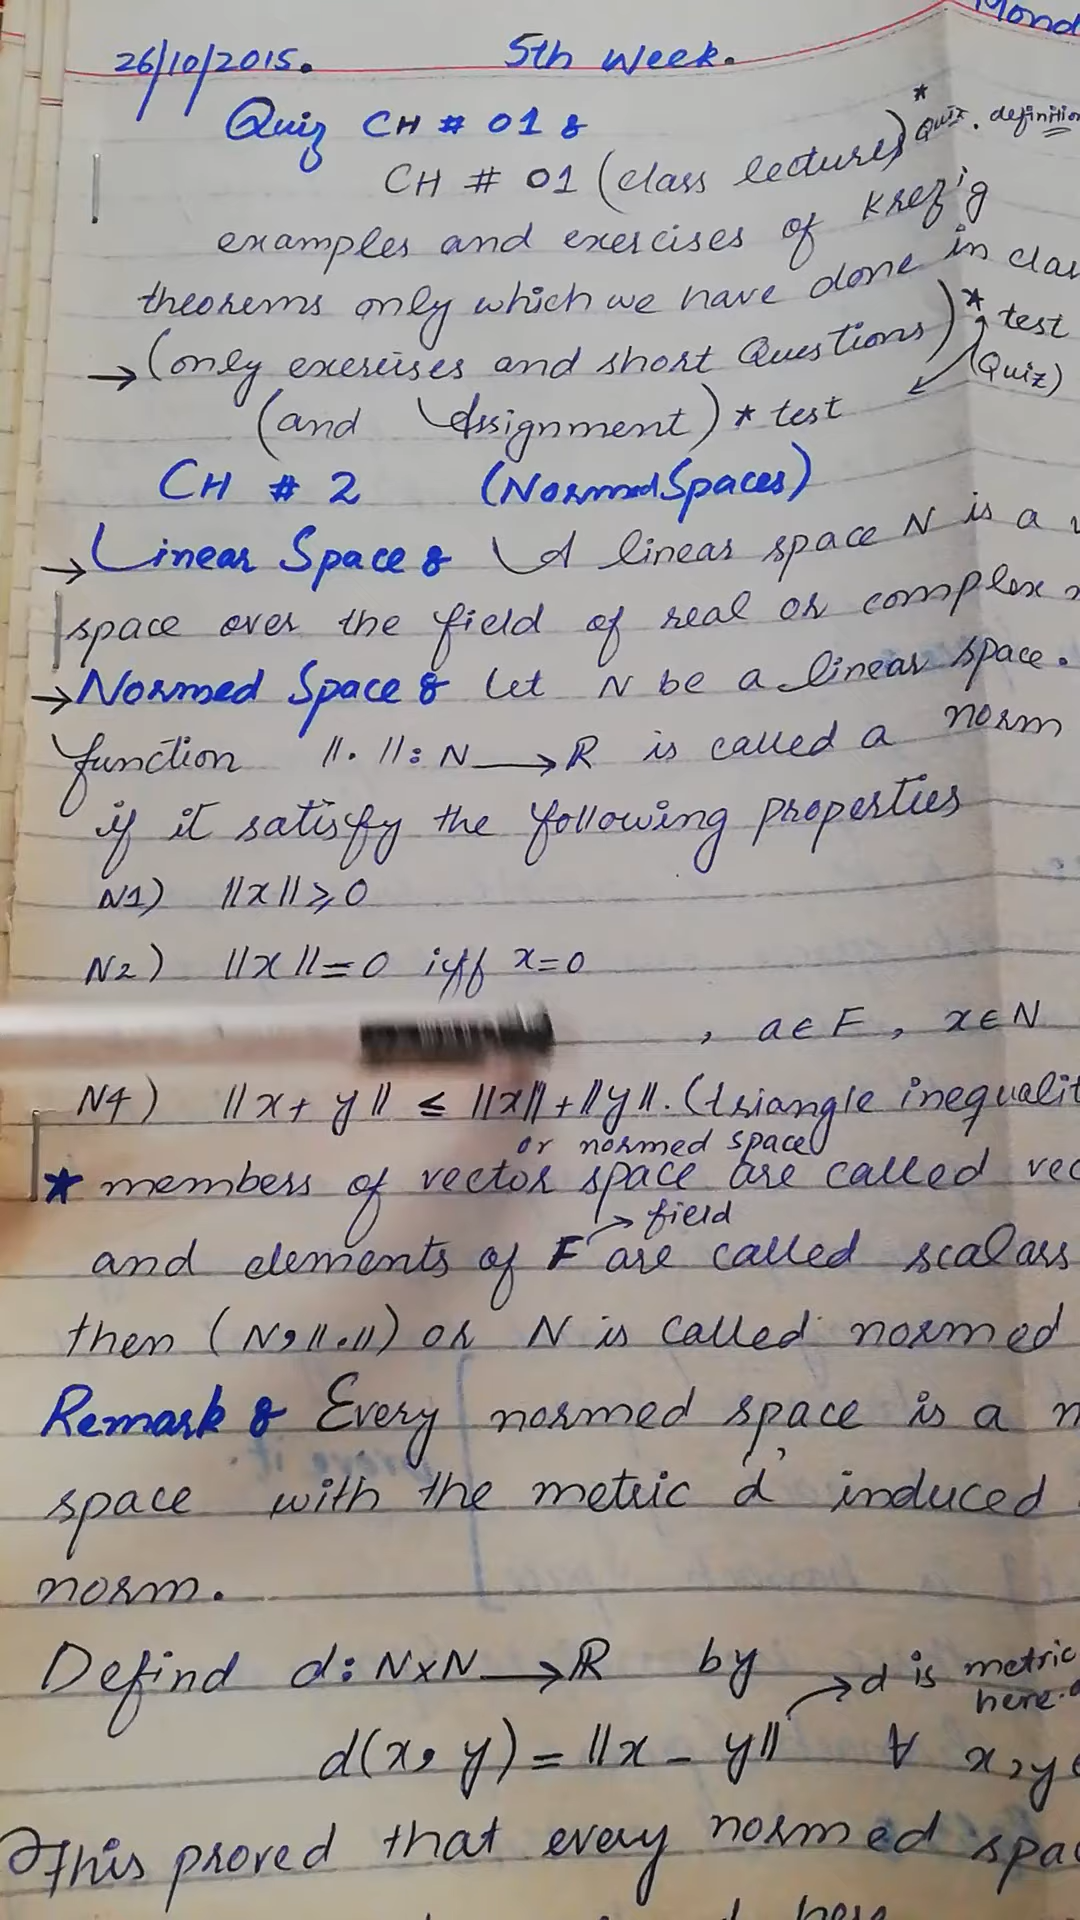 26/10/2015. 5th Week.
Quiz CH # 01 :
* Quiz. definition
CH # 01 (class lectures)
examples and exercises of Krez'g
theorems only which we have done in clas
→ (only exercises and short Questions) * test
(Quiz)
(and Assignment) * test
CH # 2 (Normed Spaces)
→ Linear Space : A linear space N is a v
space over the field of real or complex
→ Normed Space : Let N be a linear space.
function ||.|| : N → R is called a norm
if it satisfy the following properties
N1) ||x|| ≥ 0
N2) ||x|| = 0 iff x=0
, a∈F, x∈N
N4) ||x + y|| ≤ ||x|| + ||y||. (triangle inequalit
or normed space
* members of vector space are called vec
→ field
and elements of F are called scalars
then (N, ||.||) or N is called normed
Remark : Every normed space is a m
space with the metric 'd' induced
norm.
Defind d : N×N → R by
→ d is metric
here.
d(x, y) = ||x - y|| ∀ x, y ∈
This proved that every normed spa
here